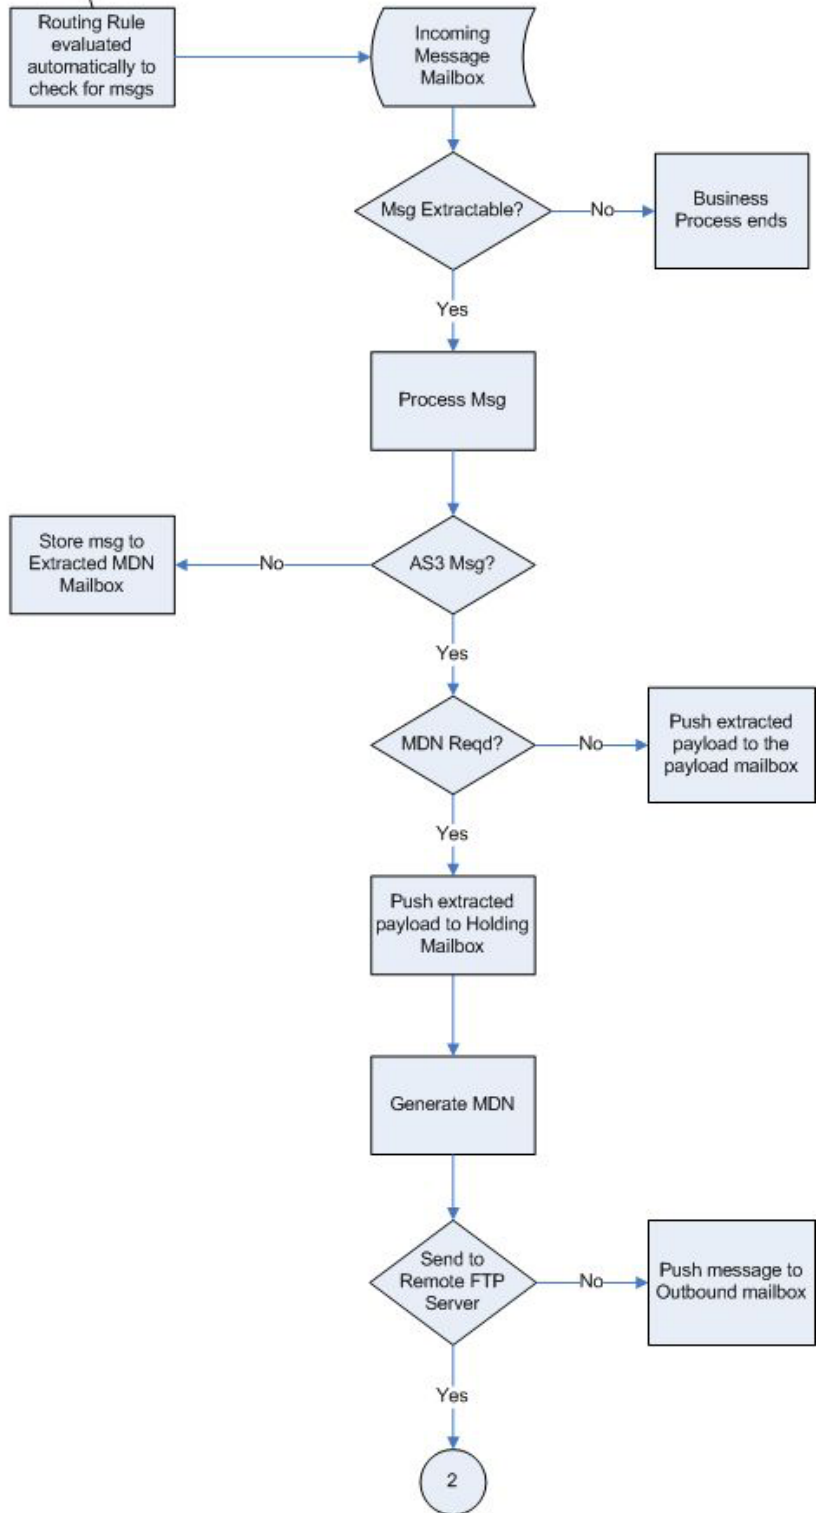 Routing Rule
evaluated
automatically to
check for msgs
Incoming
Message
Mailbox
Msg Extractable?
No
Business
Process ends
Yes
Process Msg
Store msg to
Extracted MDN
Mailbox
No
AS3 Msg?
Yes
MDN Reqd?
No
Push extracted
payload to the
payload mailbox
Yes
Push extracted
payload to Holding
Mailbox
Generate MDN
Send to
Remote FTP
Server
No
Push message to
Outbound mailbox
Yes
2